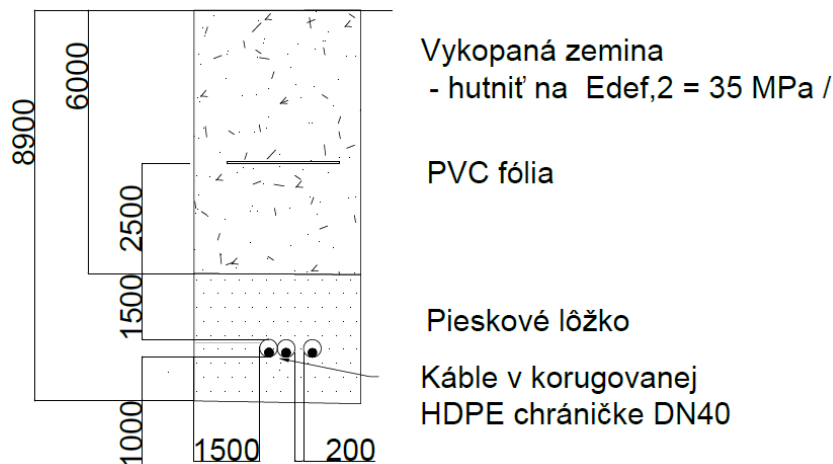 Vykopaná zemina
- hutniť na Edef,2 = 35 MPa /
PVC fólia
Pieskové lôžko
Káble v korugovanej
HDPE chráničke DN40
8900
6000
2500
1500
1000
1500
200